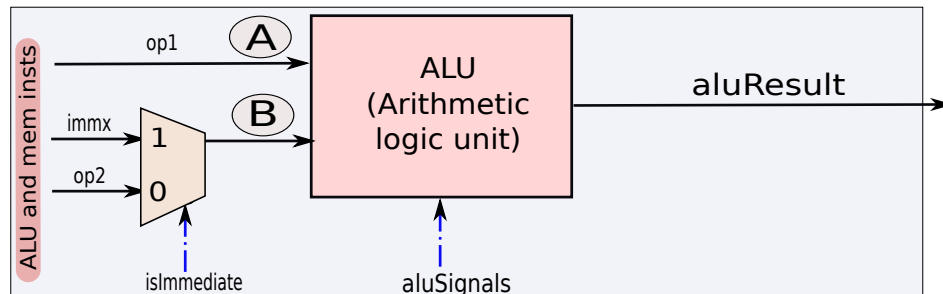 ALU and mem insts
op1
A
immx
1
op2
0
isImmediate
B
ALU
(Arithmetic
logic unit)
aluSignals
aluResult